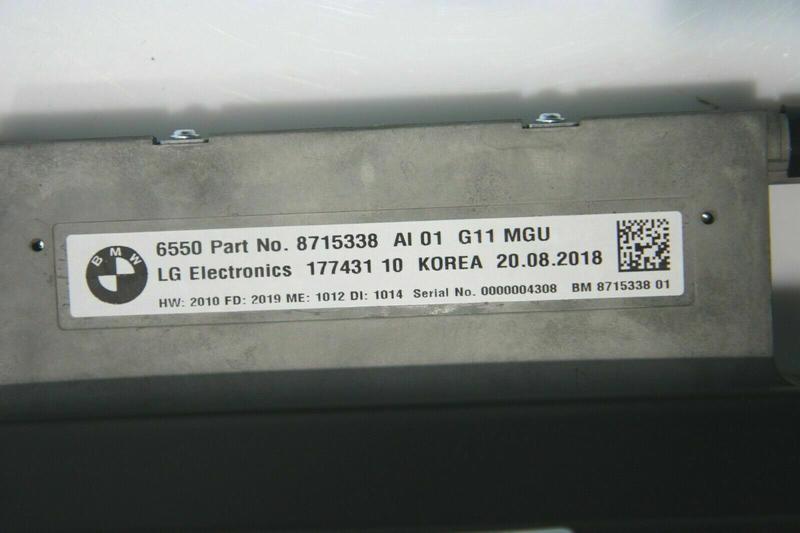 BMW
6550 Part No. 8715338 AI 01 G11 MGU
LG Electronics 177431 10 KOREA 20.08.2018
HW: 2010 FD: 2019 ME: 1012 DI: 1014 Serial No. 0000004308 BM 8715338 01